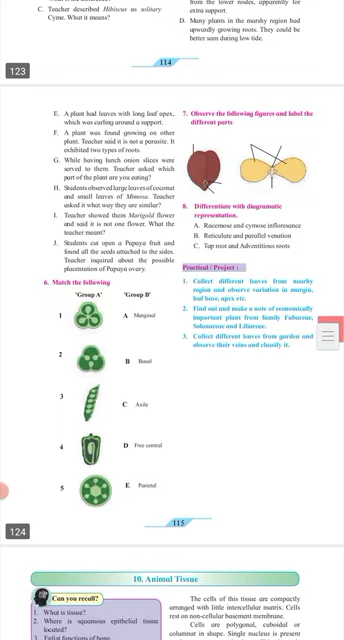 C. Teacher described Hibiscus as solitary
Cyme. What it means?
from the lower nodes, apparently for
extra support.
D. Many plants in the marshy region had
upwardly growing roots. They could be
better seen during low tide.
114
123
E. A plant had leaves with long leaf apex,
which was curling around a support.
F. A plant was found growing on other
plant. Teacher said it is not a parasite. It
exhibited two types of roots.
G. While having lunch onion slices were
served to them. Teacher asked which
part of the plant are you eating?
H. Students observed large leaves of coconut
and small leaves of Mimosa. Teacher
asked it what way they are similar?
I. Teacher showed them Marigold flower
and said it is not one flower. What the
teacher meant?
J. Students cut open a Papaya fruit and
found all the seeds attached to the sides.
Teacher inquired about the possible
placentation of Papaya ovary.
6. Match the following
'Group A' 'Group B'
1 A Marginal
2 B Basal
3 C Axile
4 D Free central
5 E Parietal
7. Observe the following figures and label the
different parts
8. Differentiate with diagramatic
representation.
A. Racemose and cymose infloresence
B. Reticulate and parallel venation
C. Tap root and Adventitious roots
Practical / Project :
1. Collect different leaves from nearby
region and observe variation in margin,
leaf base, apex etc.
2. Find out and make a note of economically
important plant from family Fabaceae,
Solanaceae and Liliaceae.
3. Collect different leaves from garden and
observe their veins and classify it.
115
124
10. Animal Tissue
Can you recall?
1. What is tissue?
2. Where is squamous epithelial tissue
located?
3. Enlist functions of bone.
The cells of this tissue are compactly
arranged with little intercellular matrix. Cells
rest on non-cellular basement membrane.
Cells are polygonal, cuboidal or
columnar in shape. Single nucleus is present